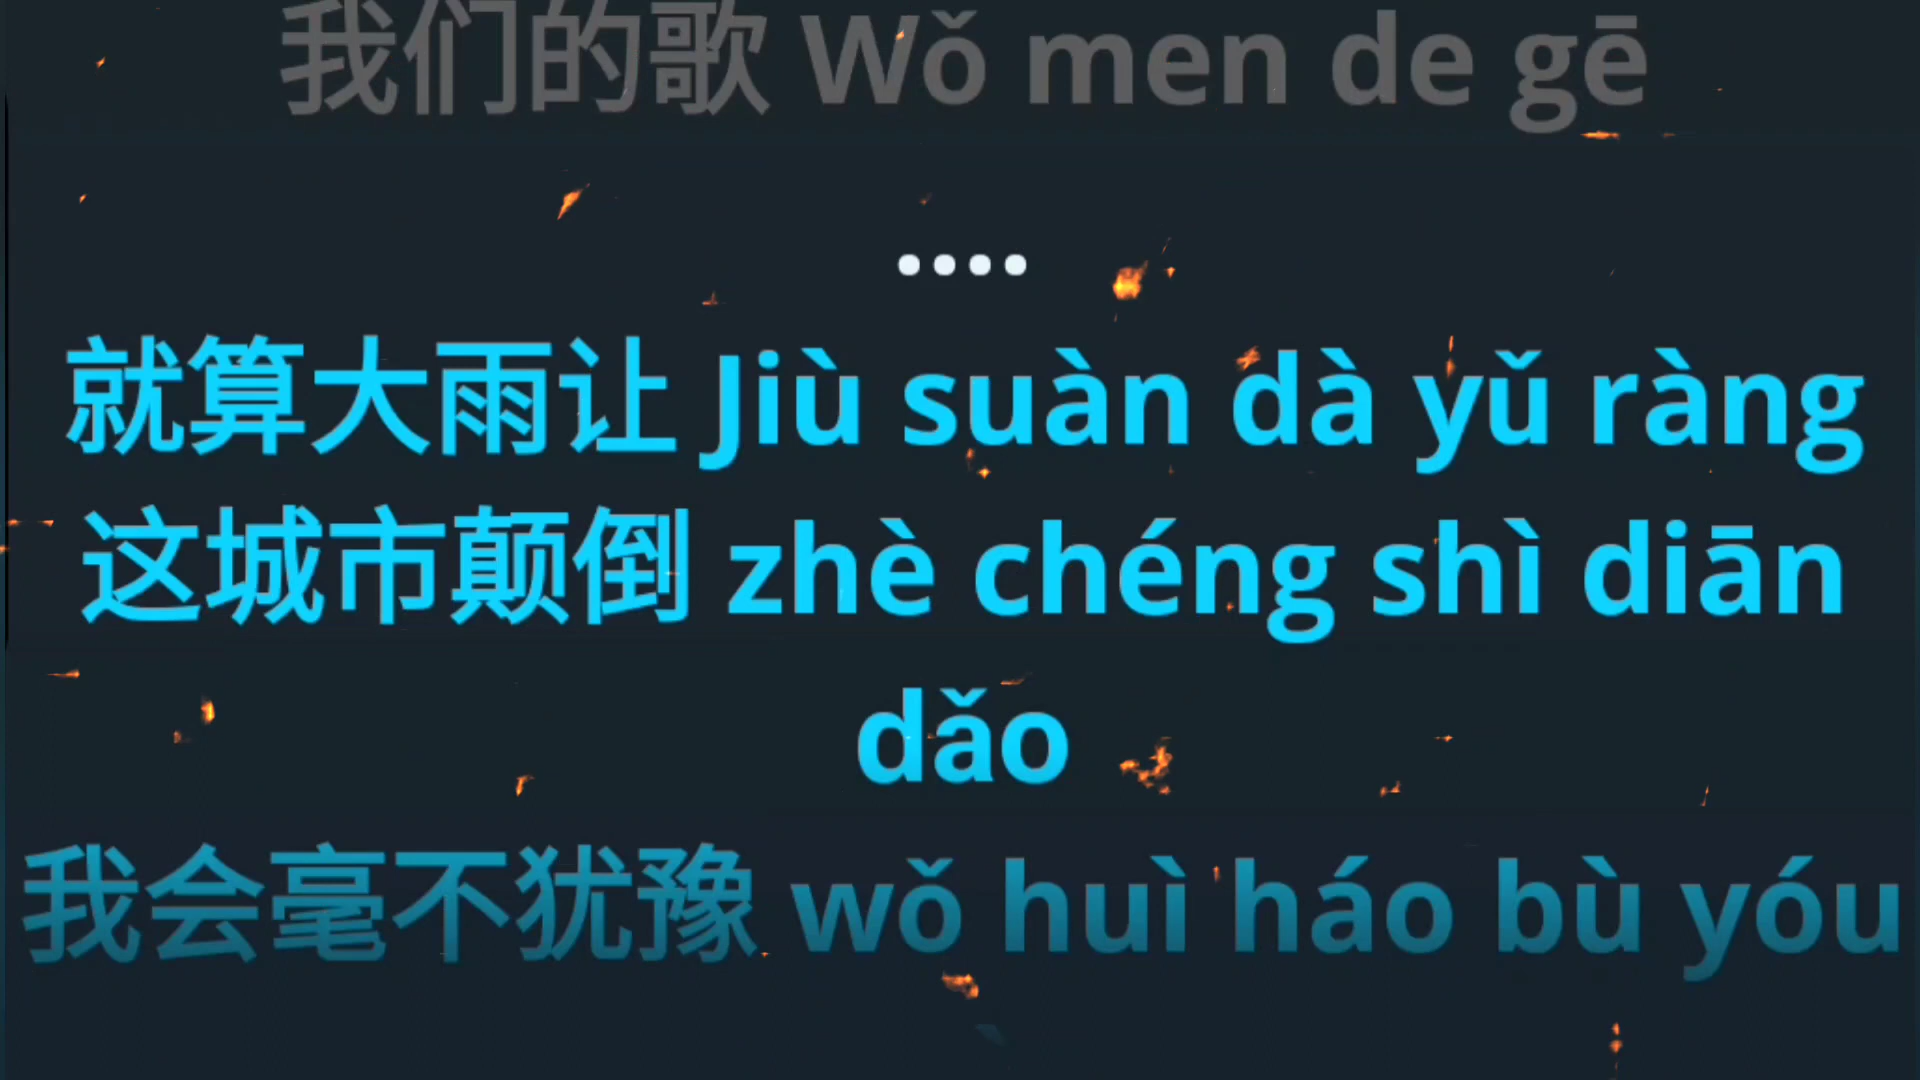 我们的歌 Wǒ men de gē
••••
就算大雨让 Jiù suàn dà yǔ ràng
这城市颠倒 zhè chéng shì diān
dǎo
我会毫不犹豫 wǒ huì háo bù yóu